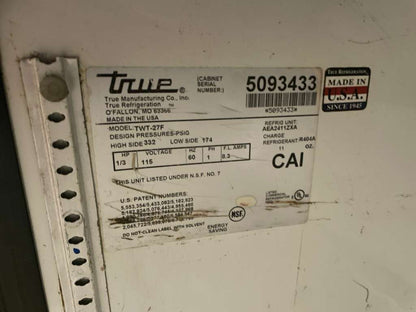 true®
True Manufacturing Co., Inc.
True Refrigeration
O'FALLON, MO 63366
MADE IN THE USA
(CABINET
SERIAL
NUMBER:)
5093433
*5093433*
TRUE REFRIGERATION
MADE IN
U.S.A.
SINCE 1945
MODEL: TWT-27F
DESIGN PRESSURES-PSIG
HIGH SIDE 332 LOW SIDE 174
REFRIG UNIT:
AEA2411ZXA
CHARGE
REFRIGERANT: R404A
11 OZ.
HP VOLTAGE HZ PH F.L AMPS
1/3 115 60 1 8.3
CAI
THIS UNIT LISTED UNDER N.S.F. NO. 7
U.S. PATENT NUMBERS:
NSF.
UL
DO NOT-CLEAN LABEL WITH SOLVENT
ENERGY
SAVING